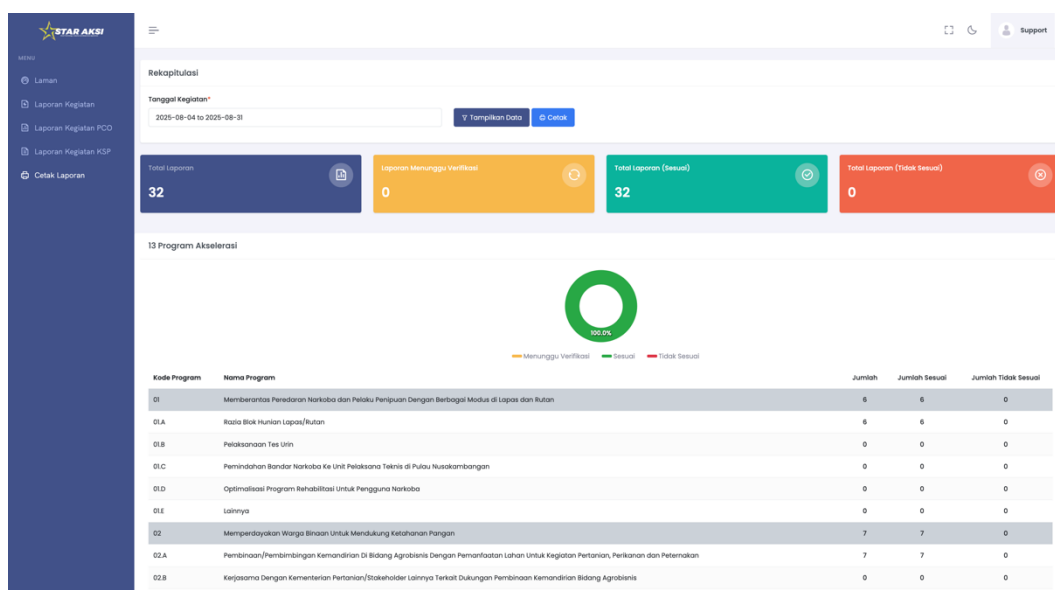 STAR AKSI
Support
MENU
Laman
Laporan Kegiatan
Laporan Kegiatan PCO
Laporan Kegiatan KSP
Cetak Laporan
Rekapitulasi
Tanggal Kegiatan*
2025-08-04 to 2025-08-31
Tampilkan Data
Cetak
Total Laporan
32
Laporan Menunggu Verifikasi
0
Total Laporan (Sesuai)
32
Total Laporan (Tidak Sesuai)
0
13 Program Akselerasi
100.0%
Menunggu Verifikasi Sesuai Tidak Sesuai
Kode Program Nama Program Jumlah Jumlah Sesuai Jumlah Tidak Sesuai
01 Memberantas Peredaran Narkoba dan Pelaku Penipuan Dengan Berbagai Modus di Lapas dan Rutan 6 6 0
01.A Razia Blok Hunian Lapas/Rutan 6 6 0
01.B Pelaksanaan Tes Urin 0 0 0
01.C Pemindahan Bandar Narkoba Ke Unit Pelaksana Teknis di Pulau Nusakambangan 0 0 0
01.D Optimalisasi Program Rehabilitasi Untuk Pengguna Narkoba 0 0 0
01.E Lainnya 0 0 0
02 Memperdayakan Warga Binaan Untuk Mendukung Ketahanan Pangan 7 7 0
02.A Pembinaan/Pembimbingan Kemandirian Di Bidang Agrobisnis Dengan Pemanfaatan Lahan Untuk Kegiatan Pertanian, Perikanan dan Peternakan 7 7 0
02.B Kerjasama Dengan Kementerian Pertanian/Stakeholder Lainnya Terkait Dukungan Pembinaan Kemandirian Bidang Agrobisnis 0 0 0